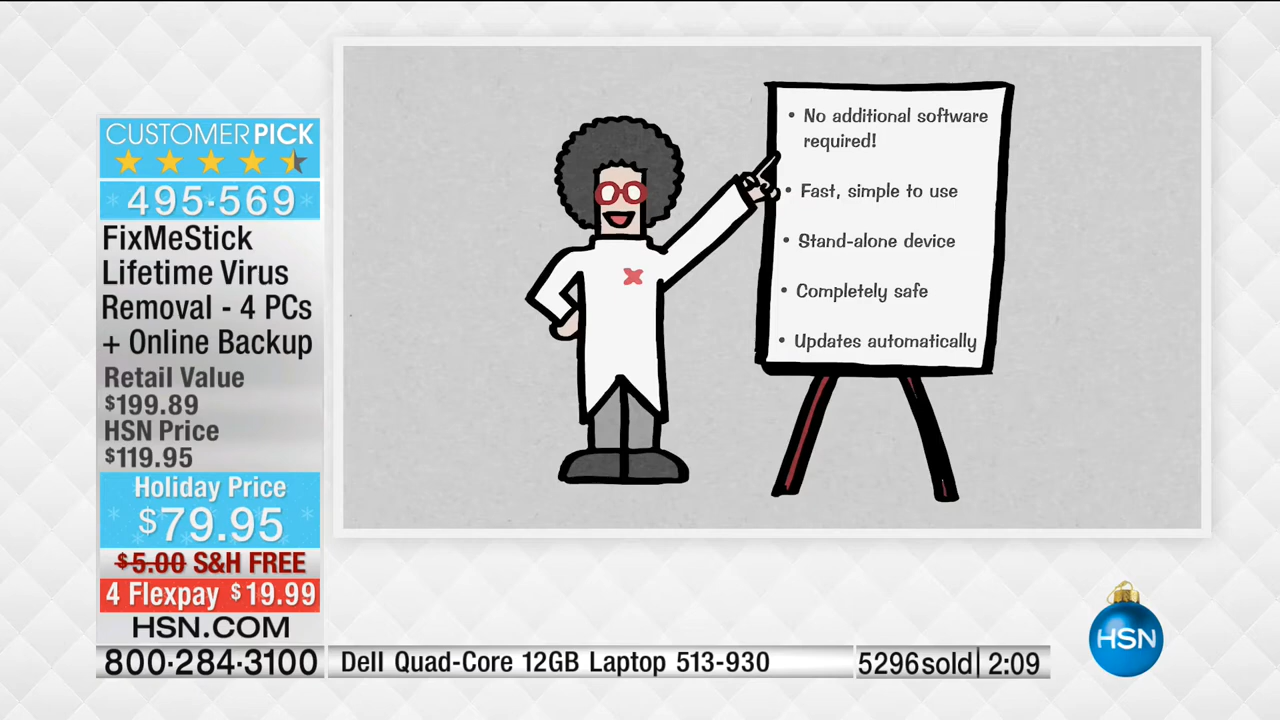 CUSTOMER PICK
495-569
FixMeStick
Lifetime Virus
Removal - 4 PCs
+ Online Backup
Retail Value
$199.89
HSN Price
$119.95
Holiday Price
$79.95
$5.00 S&H FREE
4 Flexpay $19.99
HSN.COM
800·284·3100
• No additional software
required!
• Fast, simple to use
• Stand-alone device
• Completely safe
• Updates automatically
Dell Quad-Core 12GB Laptop 513-930
5296sold 2:09
HSN